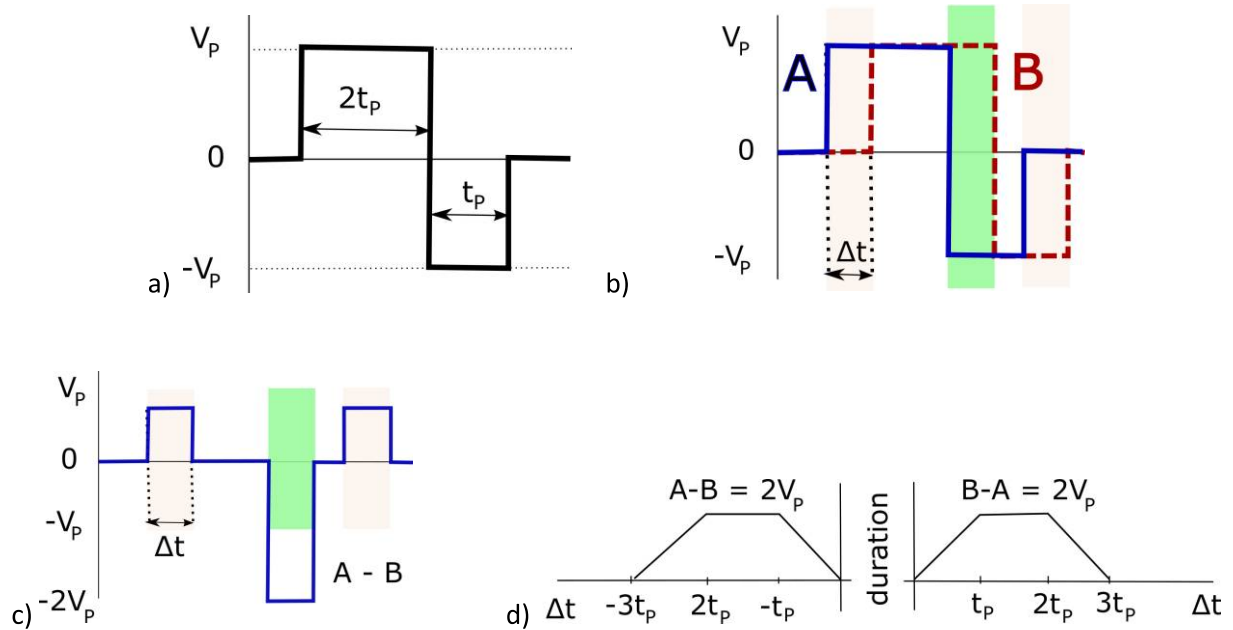 V_P
2t_P
0
t_P
-V_P
a)
V_P
A
B
0
-V_P
Δt
b)
V_P
0
-V_P
Δt
A - B
-2V_P
c)
A-B = 2V_P
B-A = 2V_P
duration
d)
Δt -3t_P 2t_P -t_P
t_P 2t_P 3t_P Δt